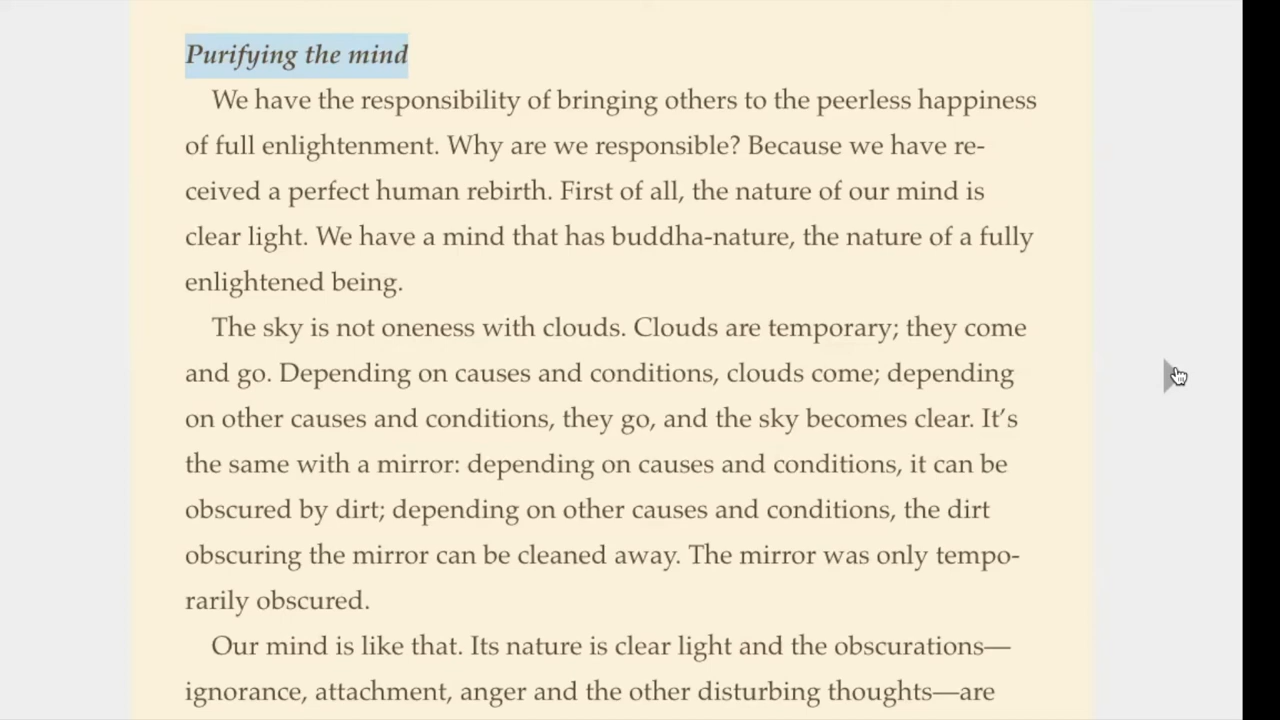 Purifying the mind
We have the responsibility of bringing others to the peerless happiness
of full enlightenment. Why are we responsible? Because we have re-
ceived a perfect human rebirth. First of all, the nature of our mind is
clear light. We have a mind that has buddha-nature, the nature of a fully
enlightened being.
The sky is not oneness with clouds. Clouds are temporary; they come
and go. Depending on causes and conditions, clouds come; depending
on other causes and conditions, they go, and the sky becomes clear. It’s
the same with a mirror: depending on causes and conditions, it can be
obscured by dirt; depending on other causes and conditions, the dirt
obscuring the mirror can be cleaned away. The mirror was only tempo-
rarily obscured.
Our mind is like that. Its nature is clear light and the obscurations—
ignorance, attachment, anger and the other disturbing thoughts—are